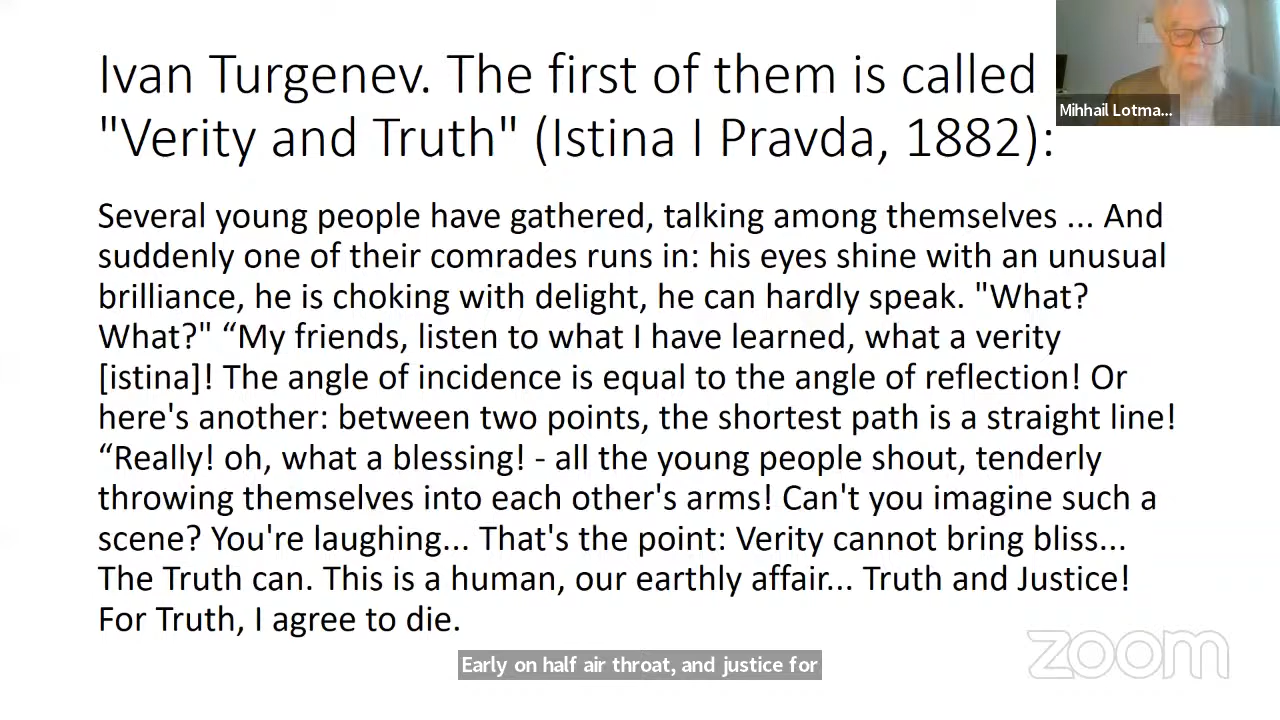 Ivan Turgenev. The first of them is called
"Verity and Truth" (Istina I Pravda, 1882):
Mihhail Lotma...
Several young people have gathered, talking among themselves ... And
suddenly one of their comrades runs in: his eyes shine with an unusual
brilliance, he is choking with delight, he can hardly speak. "What?
What?" “My friends, listen to what I have learned, what a verity
[istina]! The angle of incidence is equal to the angle of reflection! Or
here's another: between two points, the shortest path is a straight line!
“Really! oh, what a blessing! - all the young people shout, tenderly
throwing themselves into each other's arms! Can't you imagine such a
scene? You're laughing... That's the point: Verity cannot bring bliss...
The Truth can. This is a human, our earthly affair... Truth and Justice!
For Truth, I agree to die.
Early on half air throat, and justice for
zoom